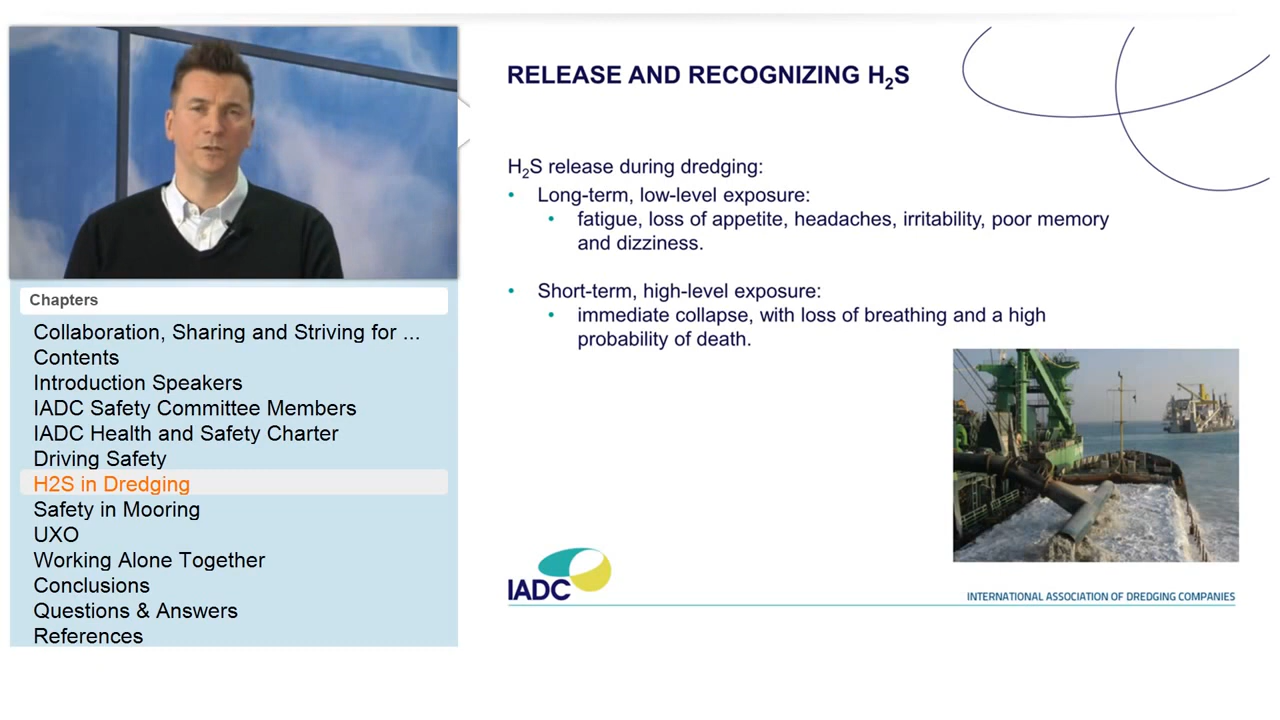 RELEASE AND RECOGNIZING H₂S
H₂S release during dredging:
• Long-term, low-level exposure:
• fatigue, loss of appetite, headaches, irritability, poor memory
and dizziness.
• Short-term, high-level exposure:
• immediate collapse, with loss of breathing and a high
probability of death.
IADC
INTERNATIONAL ASSOCIATION OF DREDGING COMPANIES
Chapters
Collaboration, Sharing and Striving for ...
Contents
Introduction Speakers
IADC Safety Committee Members
IADC Health and Safety Charter
Driving Safety
H2S in Dredging
Safety in Mooring
UXO
Working Alone Together
Conclusions
Questions & Answers
References